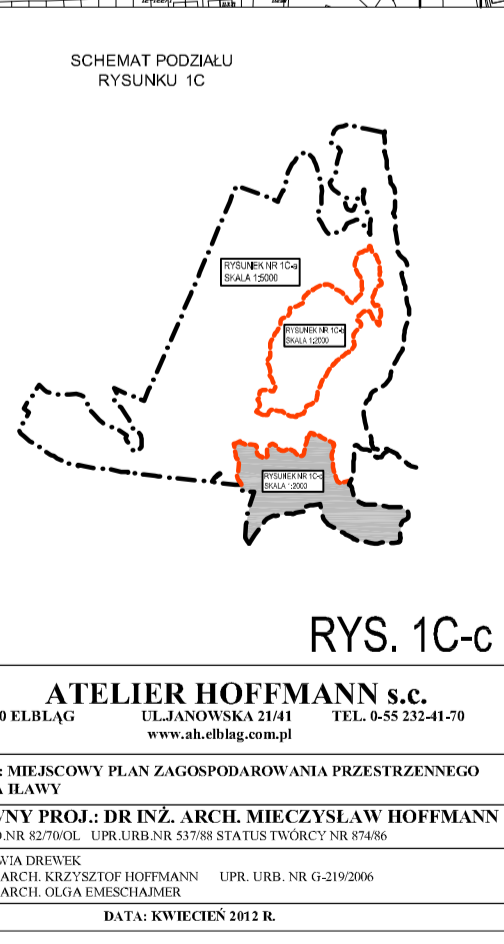 SCHEMAT PODZIAŁU
RYSUNKU 1C
RYSUNEK NR 1C-a
SKALA 1:5000
RYSUNEK NR 1C-b
SKALA 1:2000
RYSUNEK NR 1C-c
SKALA 1:2000
RYS. 1C-c
ATELIER HOFFMANN s.c.
0 ELBLĄG UL.JANOWSKA 21/41 TEL. 0-55 232-41-70
www.ah.elblag.com.pl
: MIEJSCOWY PLAN ZAGOSPODAROWANIA PRZESTRZENNEGO
A IŁAWY
WNY PROJ.: DR INŻ. ARCH. MIECZYSŁAW HOFFMANN
.NR 82/70/OL UPR.URB.NR 537/88 STATUS TWÓRCY NR 874/86
WIA DREWEK
ARCH. KRZYSZTOF HOFFMANN UPR. URB. NR G-219/2006
ARCH. OLGA EMESCHAJMER
DATA: KWIECIEŃ 2012 R.